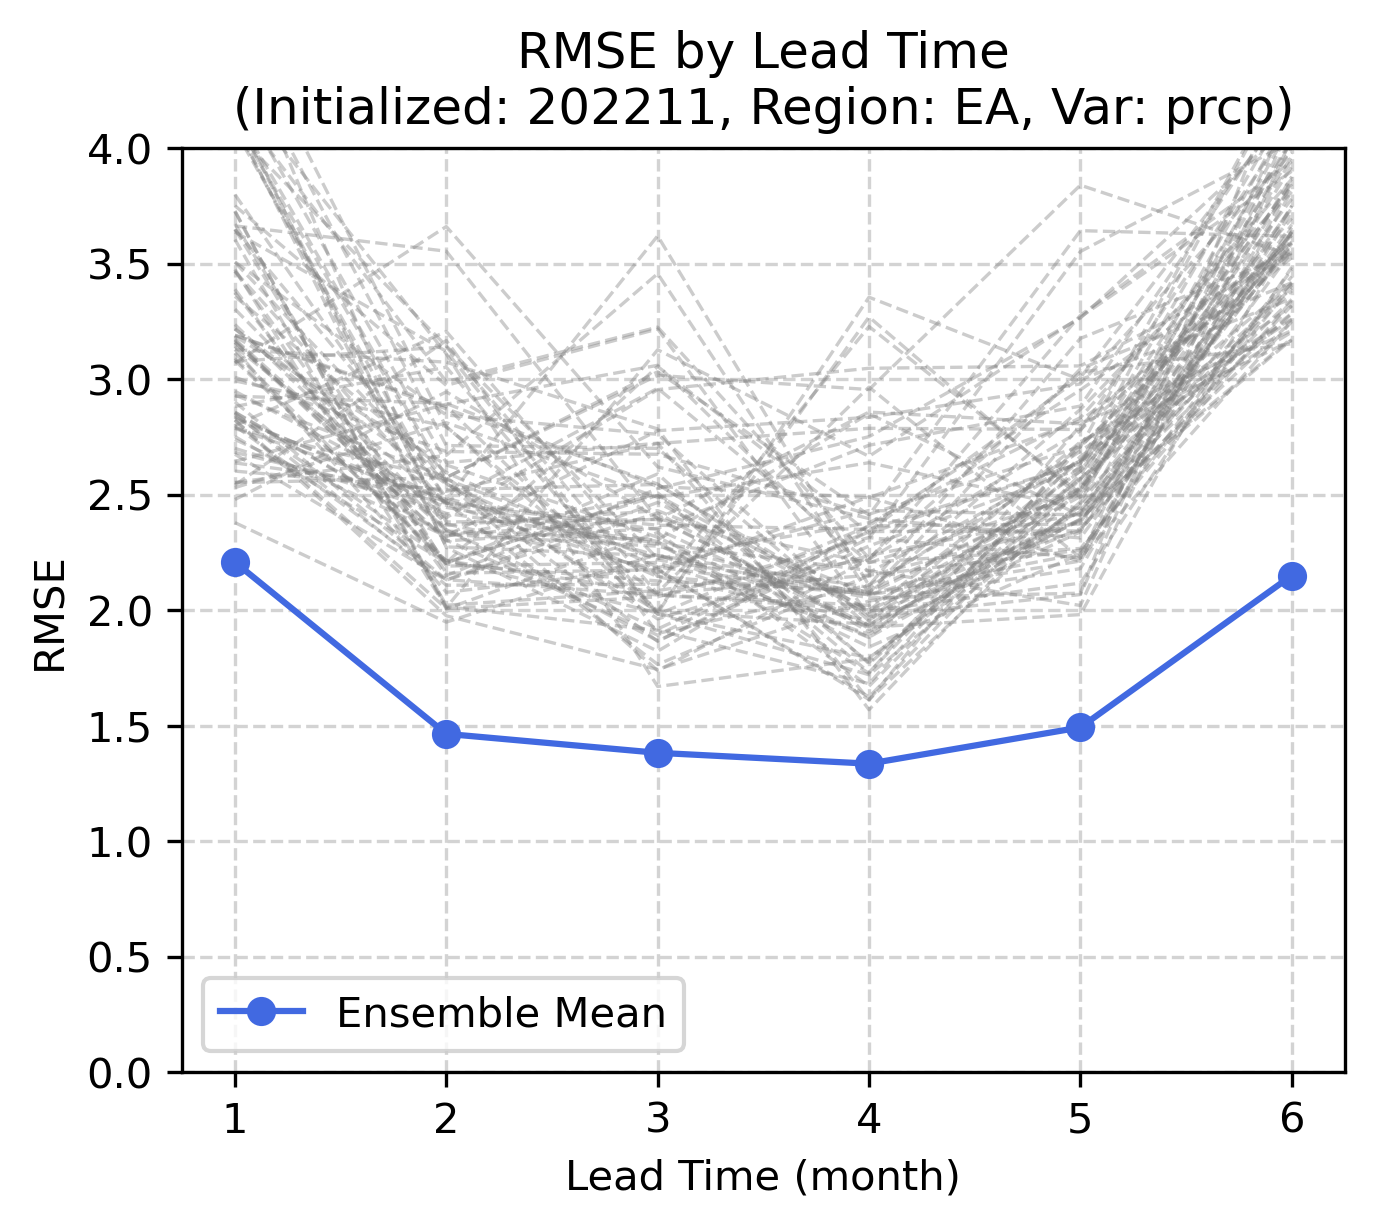 RMSE by Lead Time
(Initialized: 202211, Region: EA, Var: prcp)
4.0
3.5
3.0
2.5
2.0
1.5
1.0
0.5
0.0
RMSE
Ensemble Mean
1 2 3 4 5 6
Lead Time (month)